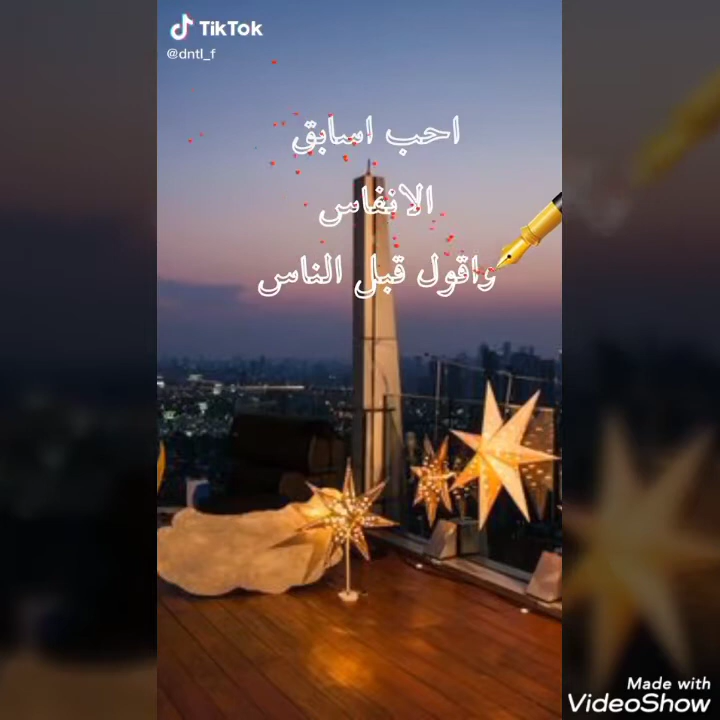 TikTok
@dntl_f
احب اسابق
الانفاس
واقول قبل الناس
Made with
VideoShow